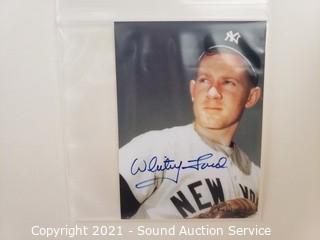 NY
Whitey Ford
NEW YO
Copyright 2021 - Sound Auction Service